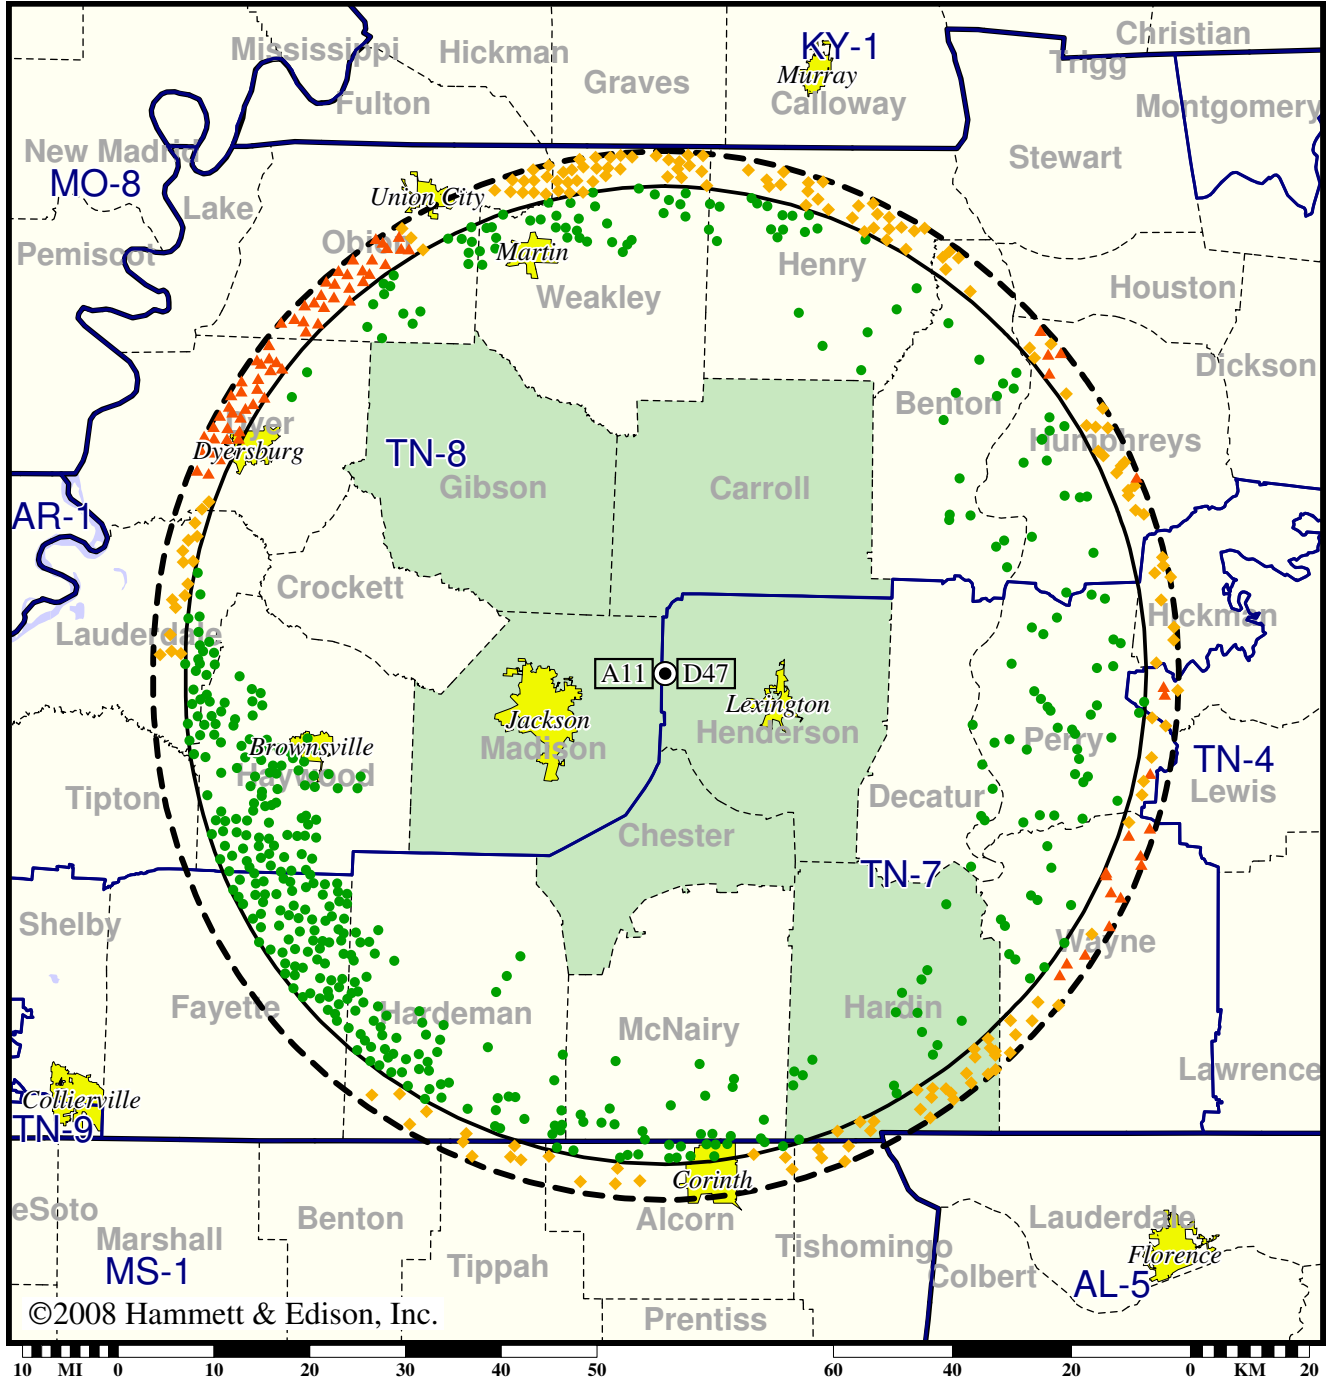 Christian
KY-1
Mississippi
Hickman
Trigg
Murray
Graves
Fulton
Calloway
Montgomery
New Madrid
Stewart
MO-8
Union City
Lake
Obion
Pemiscot
Martin
Henry
Houston
Weakley
Dickson
Benton
Dyer
Humphreys
Dyersburg
TN-8
Gibson
Carroll
AR-1
Crockett
Hickman
Lauderdale
A11
D47
Lexington
Jackson
Henderson
Perry
Brownsville
Madison
TN-4
Haywood
Tipton
Decatur
Lewis
Chester
TN-7
Shelby
Wayne
Fayette
Hardeman
Hardin
McNairy
Lawrence
Collierville
TN-9
Corinth
eSoto
Benton
Alcorn
Lauderdale
Marshall
Tishomingo
Florence
MS-1
Tippah
Colbert
AL-5
©2008 Hammett & Edison, Inc.
Prentiss
10 MI 0 10 20 30 40 50 60 40 20 0 KM 20